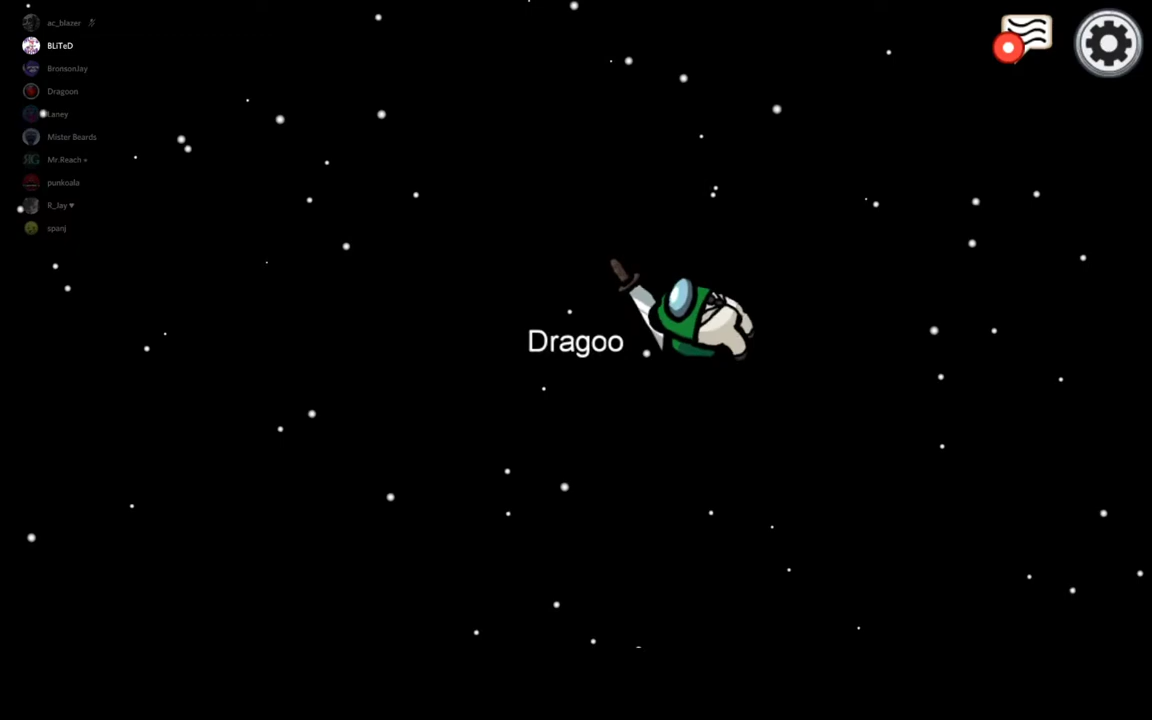 ac_blazer
BLiTeD
BronsonJay
Dragoon
Laney
Mister Beards
Mr.Reach
punkoala
R_Jay ♥
spanj
Dragoo